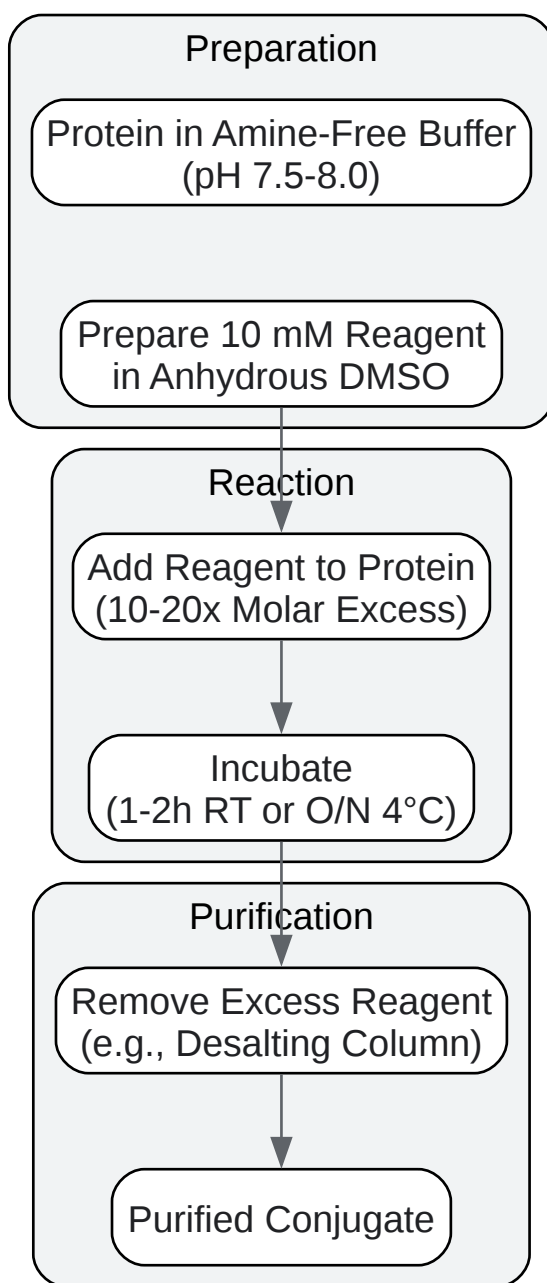 Preparation
Protein in Amine-Free Buffer
(pH 7.5-8.0)
Prepare 10 mM Reagent
in Anhydrous DMSO
Reaction
Add Reagent to Protein
(10-20x Molar Excess)
Incubate
(1-2h RT or O/N 4°C)
Purification
Remove Excess Reagent
(e.g., Desalting Column)
Purified Conjugate